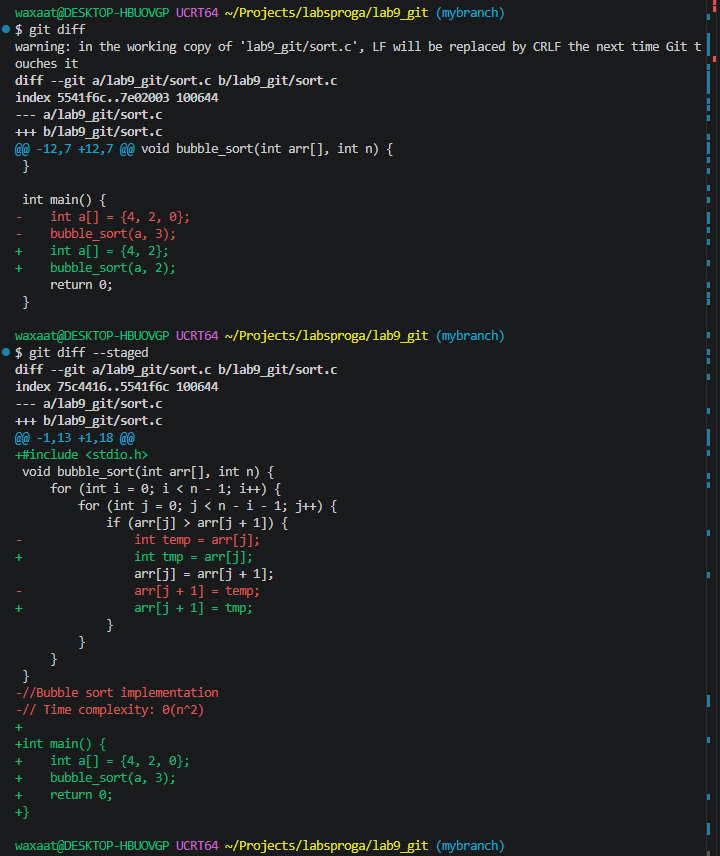 waxaat@DESKTOP-HBUOVGP UCRT64 ~/Projects/labsproga/lab9_git (mybranch)
$ git diff
warning: in the working copy of 'lab9_git/sort.c', LF will be replaced by CRLF the next time Git t
ouches it
diff --git a/lab9_git/sort.c b/lab9_git/sort.c
index 5541f6c..7e02003 100644
--- a/lab9_git/sort.c
+++ b/lab9_git/sort.c
@@ -12,7 +12,7 @@ void bubble_sort(int arr[], int n) {
 }

 int main() {
-    int a[] = {4, 2, 0};
-    bubble_sort(a, 3);
+    int a[] = {4, 2};
+    bubble_sort(a, 2);
     return 0;
 }

waxaat@DESKTOP-HBUOVGP UCRT64 ~/Projects/labsproga/lab9_git (mybranch)
$ git diff --staged
diff --git a/lab9_git/sort.c b/lab9_git/sort.c
index 75c4416..5541f6c 100644
--- a/lab9_git/sort.c
+++ b/lab9_git/sort.c
@@ -1,13 +1,18 @@
+#include <stdio.h>
 void bubble_sort(int arr[], int n) {
     for (int i = 0; i < n - 1; i++) {
         for (int j = 0; j < n - i - 1; j++) {
             if (arr[j] > arr[j + 1]) {
-                int temp = arr[j];
+                int tmp = arr[j];
                 arr[j] = arr[j + 1];
-                arr[j + 1] = temp;
+                arr[j + 1] = tmp;
             }
         }
     }
 }
-//Bubble sort implementation
-// Time complexity: O(n^2)
+
+int main() {
+    int a[] = {4, 2, 0};
+    bubble_sort(a, 3);
+    return 0;
+}

waxaat@DESKTOP-HBUOVGP UCRT64 ~/Projects/labsproga/lab9_git (mybranch)